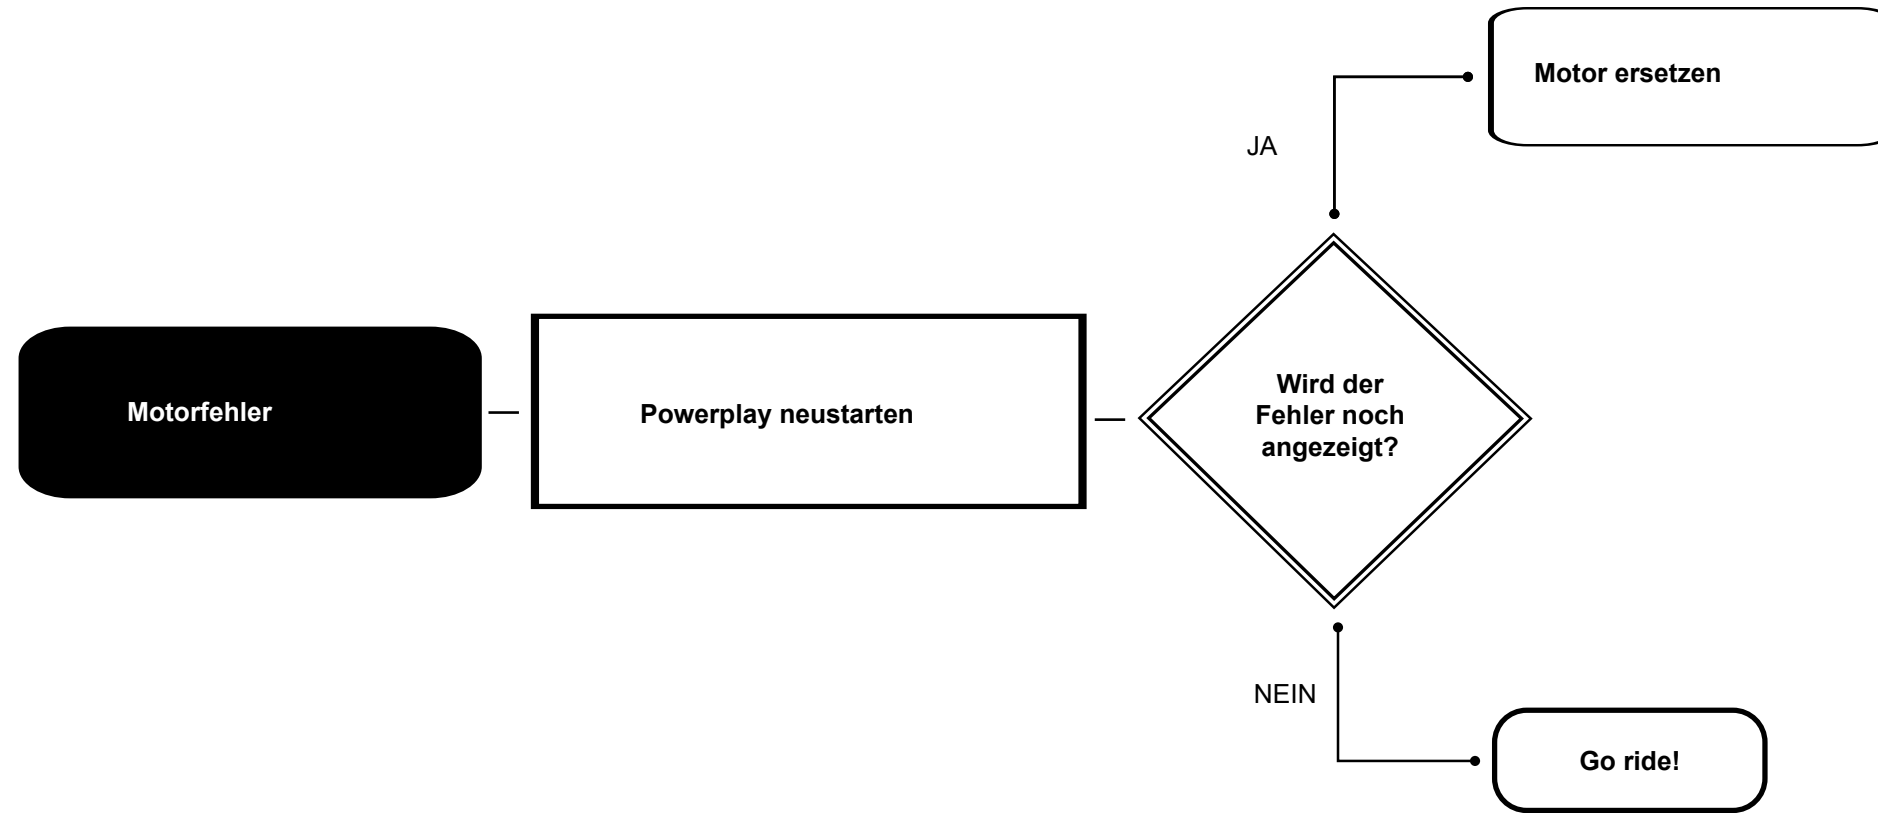 Motor ersetzen
JA
Motorfehler
Powerplay neustarten
Wird der
Fehler noch
angezeigt?
NEIN
Go ride!